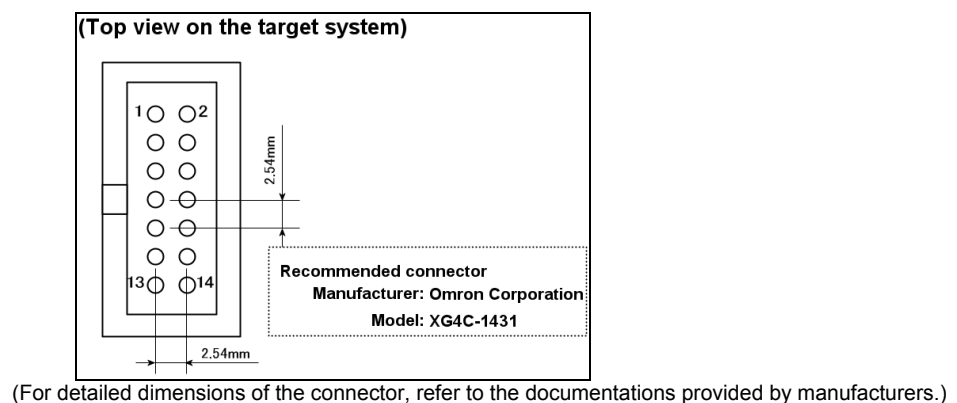 (Top view on the target system)
1 2
2.54mm
Recommended connector
Manufacturer: Omron Corporation
Model: XG4C-1431
13 14
2.54mm
(For detailed dimensions of the connector, refer to the documentations provided by manufacturers.)